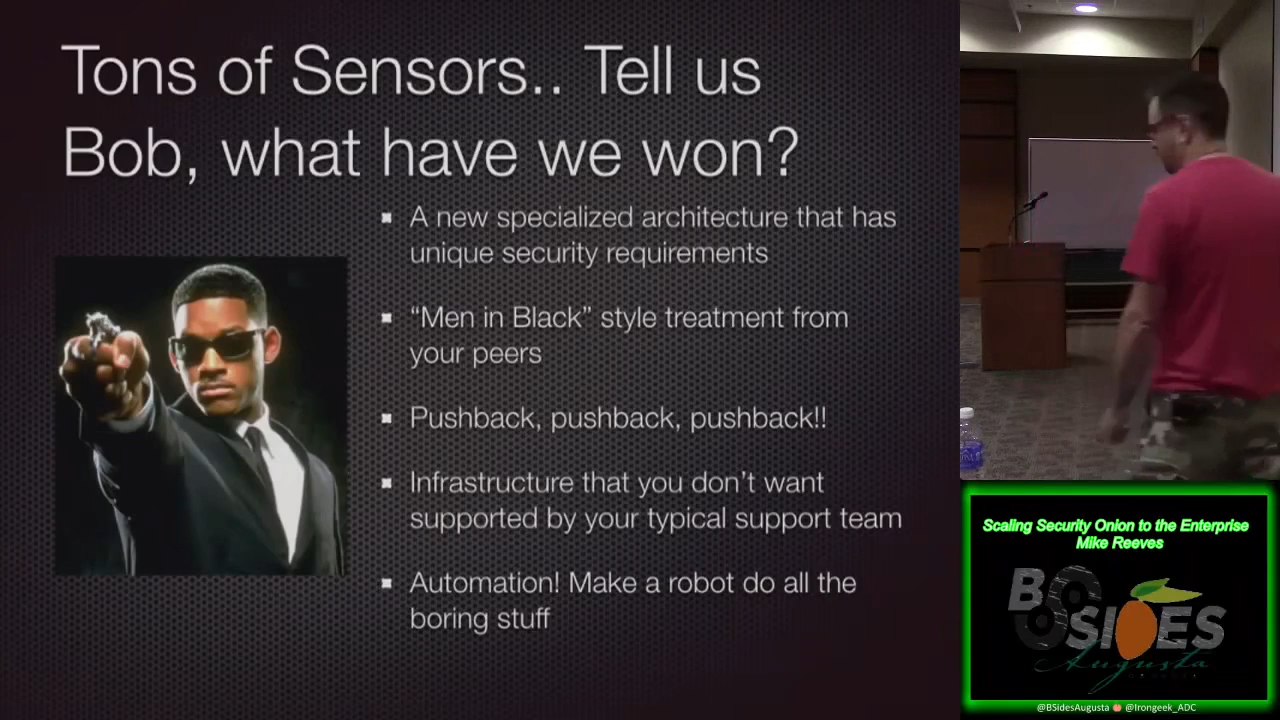 Tons of Sensors.. Tell us
Bob, what have we won?
A new specialized architecture that has
unique security requirements
“Men in Black” style treatment from
your peers
Pushback, pushback, pushback!!
Infrastructure that you don’t want
supported by your typical support team
Automation! Make a robot do all the
boring stuff
Scaling Security Onion to the Enterprise
Mike Reeves
BSIDES
Augusta
@BSidesAugusta @Irongeek_ADC